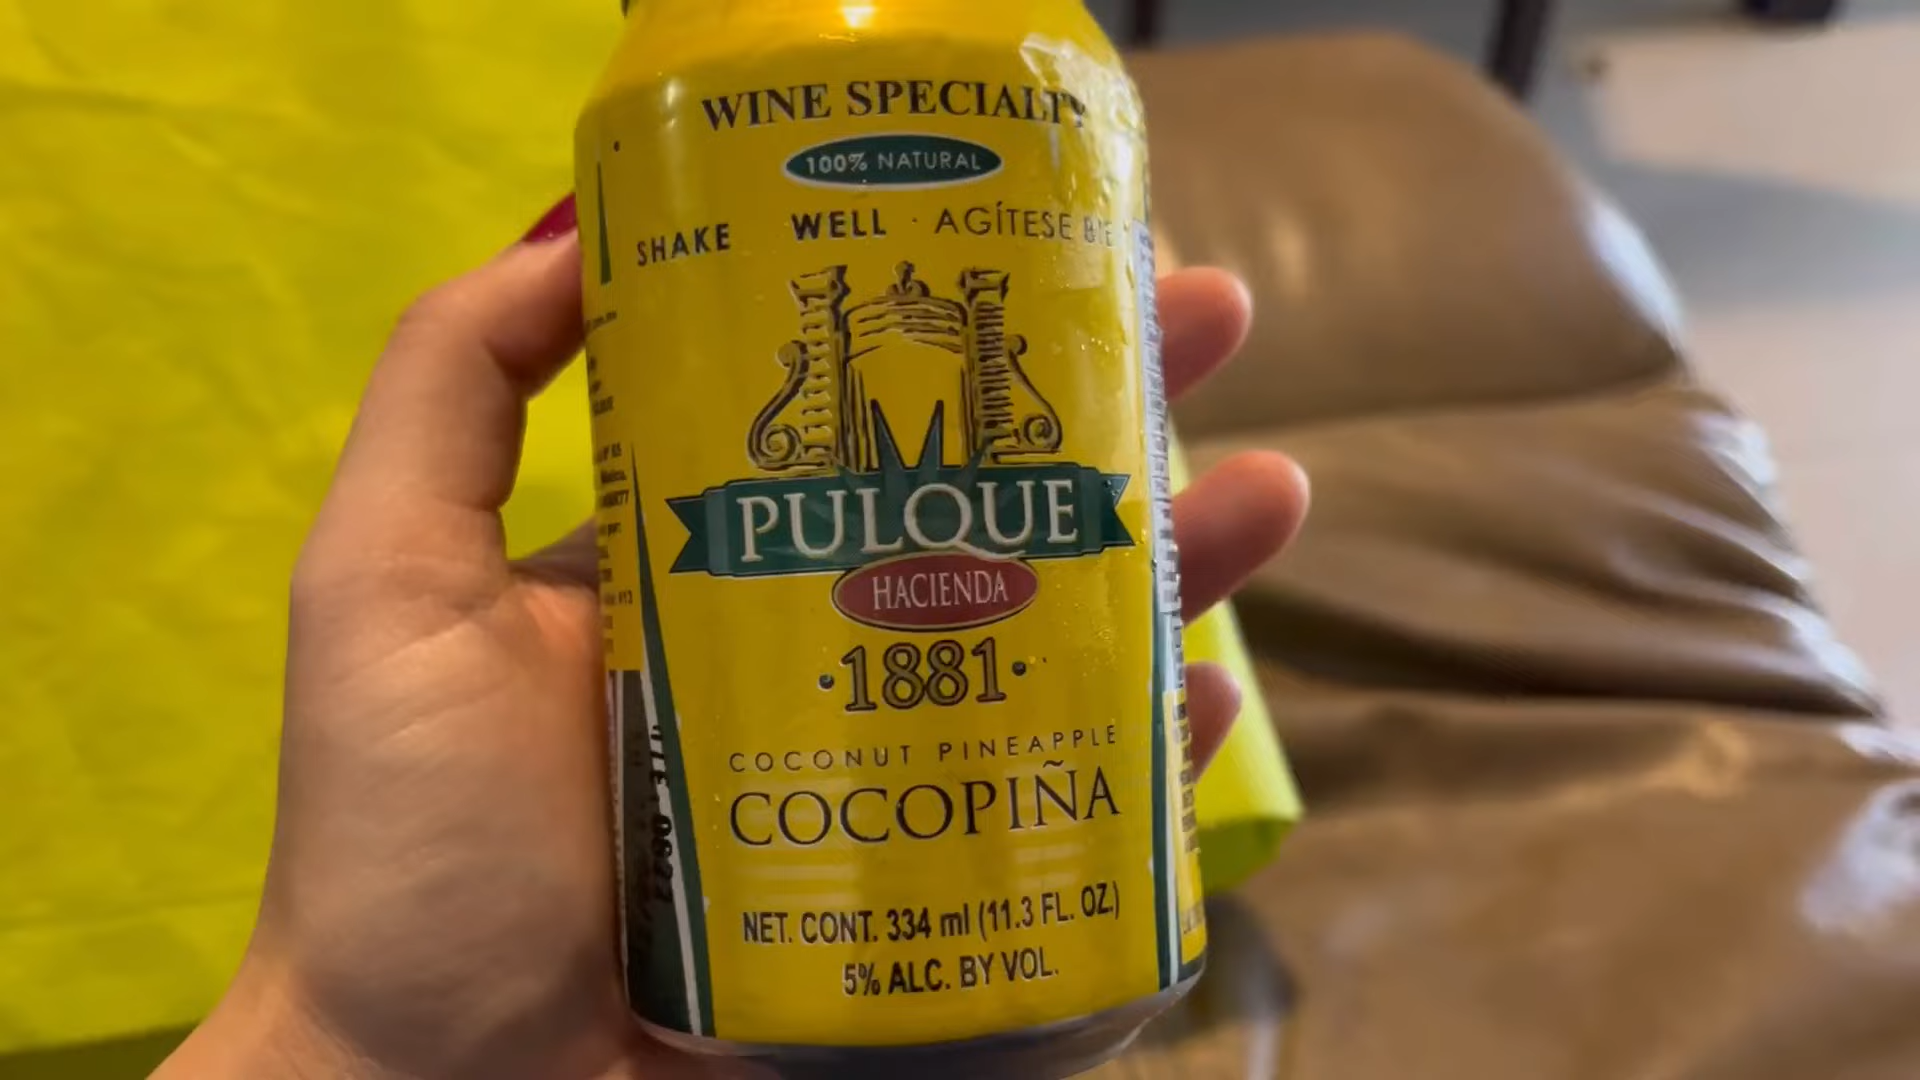 WINE SPECIALTY
100% NATURAL
SHAKE WELL · AGÍTESE
PULQUE
HACIENDA
·1881·
COCONUT PINEAPPLE
COCOPIÑA
NET. CONT. 334 ml (11.3 FL. OZ.)
5% ALC. BY VOL.